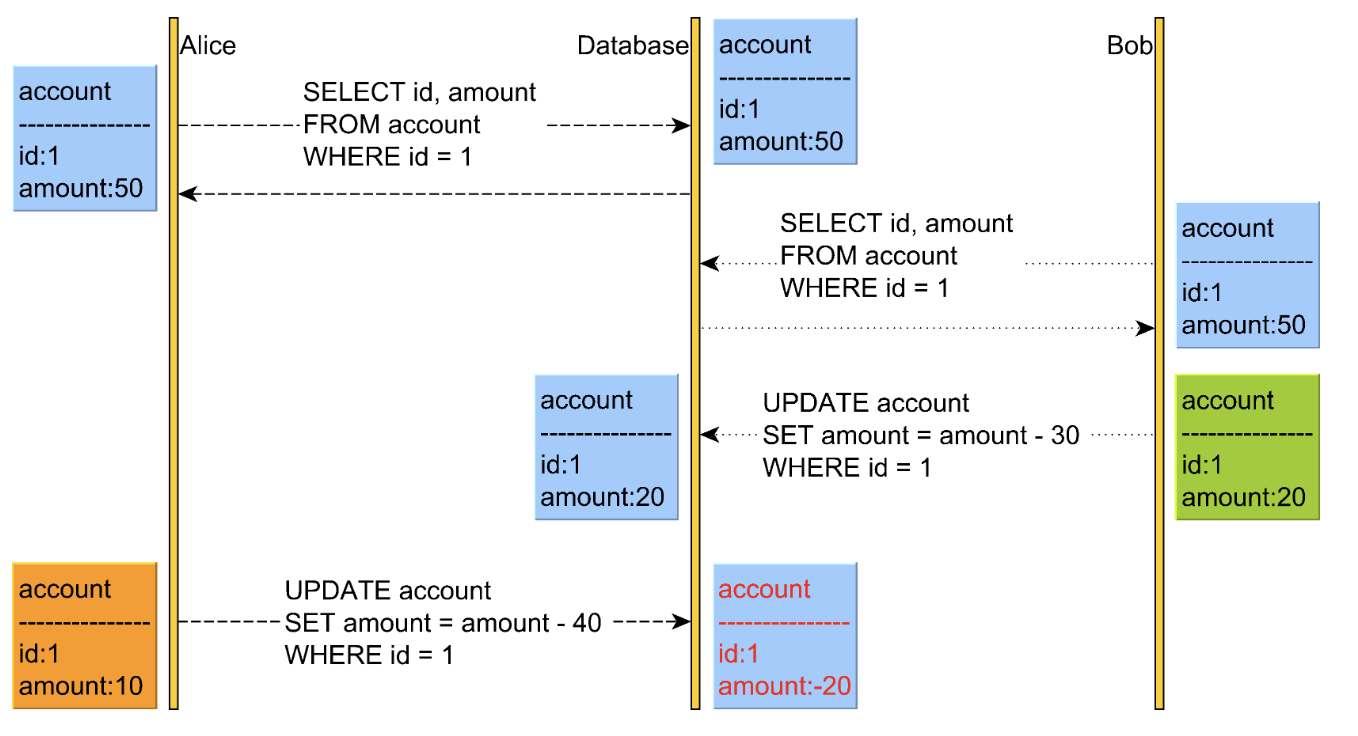 Alice
Database
account
---------------
id:1
amount:50
Bob
account
---------------
id:1
amount:50
SELECT id, amount
FROM account
WHERE id = 1
SELECT id, amount
FROM account
WHERE id = 1
account
---------------
id:1
amount:50
account
---------------
id:1
amount:20
UPDATE account
SET amount = amount - 30
WHERE id = 1
account
---------------
id:1
amount:20
account
---------------
id:1
amount:10
UPDATE account
SET amount = amount - 40
WHERE id = 1
account
---------------
id:1
amount:-20